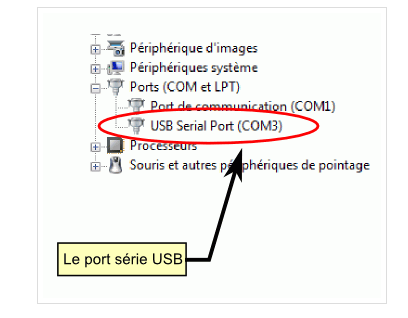 Périphérique d'images
Périphériques système
Ports (COM et LPT)
Port de communication (COM1)
USB Serial Port (COM3)
Processeurs
Souris et autres périphériques de pointage
Le port série USB